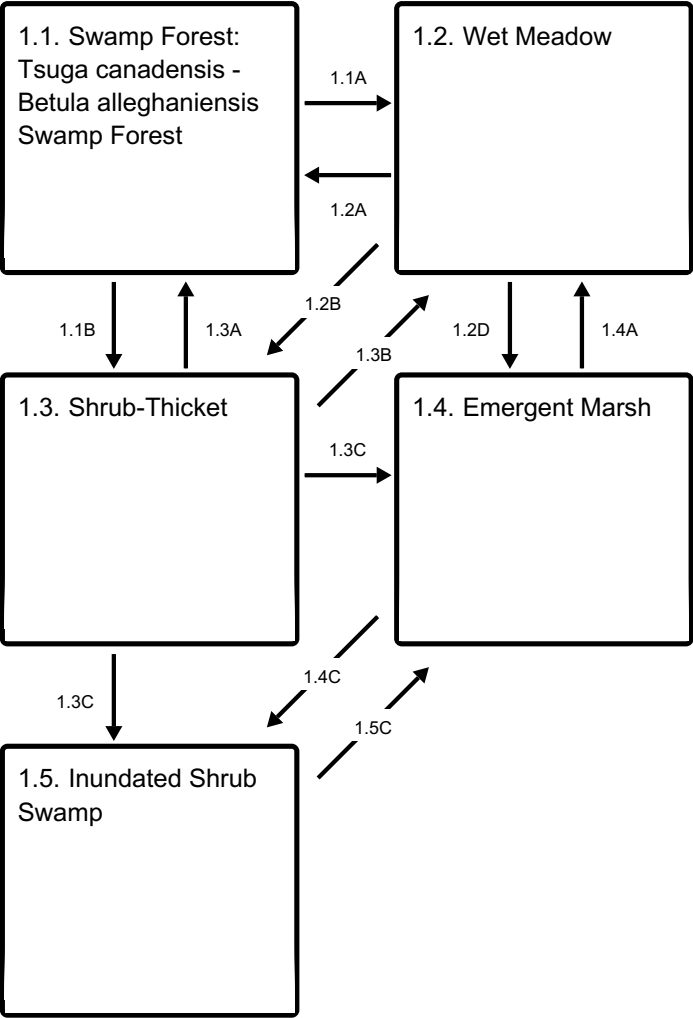 1.1. Swamp Forest:
Tsuga canadensis -
Betula alleghaniensis
Swamp Forest
1.1A
1.2. Wet Meadow
1.2A
1.1B
1.3A
1.2B
1.3B
1.2D
1.4A
1.3. Shrub-Thicket
1.3C
1.4. Emergent Marsh
1.3C
1.4C
1.5C
1.5. Inundated Shrub
Swamp